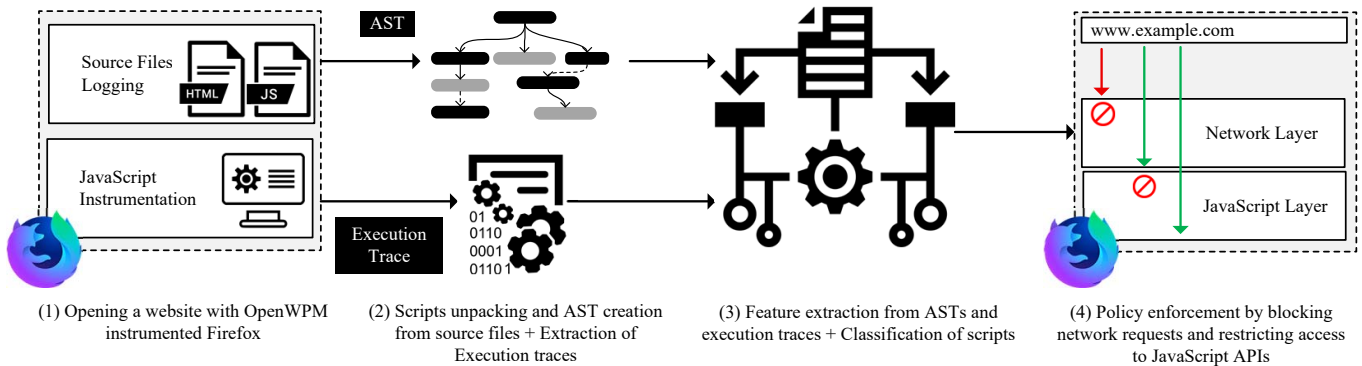 Source Files
Logging
HTML
JS
JavaScript
Instrumentation
(1) Opening a website with OpenWPM
instrumented Firefox
AST
Execution
Trace
01
0110
0001
01101
(2) Scripts unpacking and AST creation
from source files + Extraction of
Execution traces
(3) Feature extraction from ASTs and
execution traces + Classification of scripts
www.example.com
Network Layer
JavaScript Layer
(4) Policy enforcement by blocking
network requests and restricting access
to JavaScript APIs